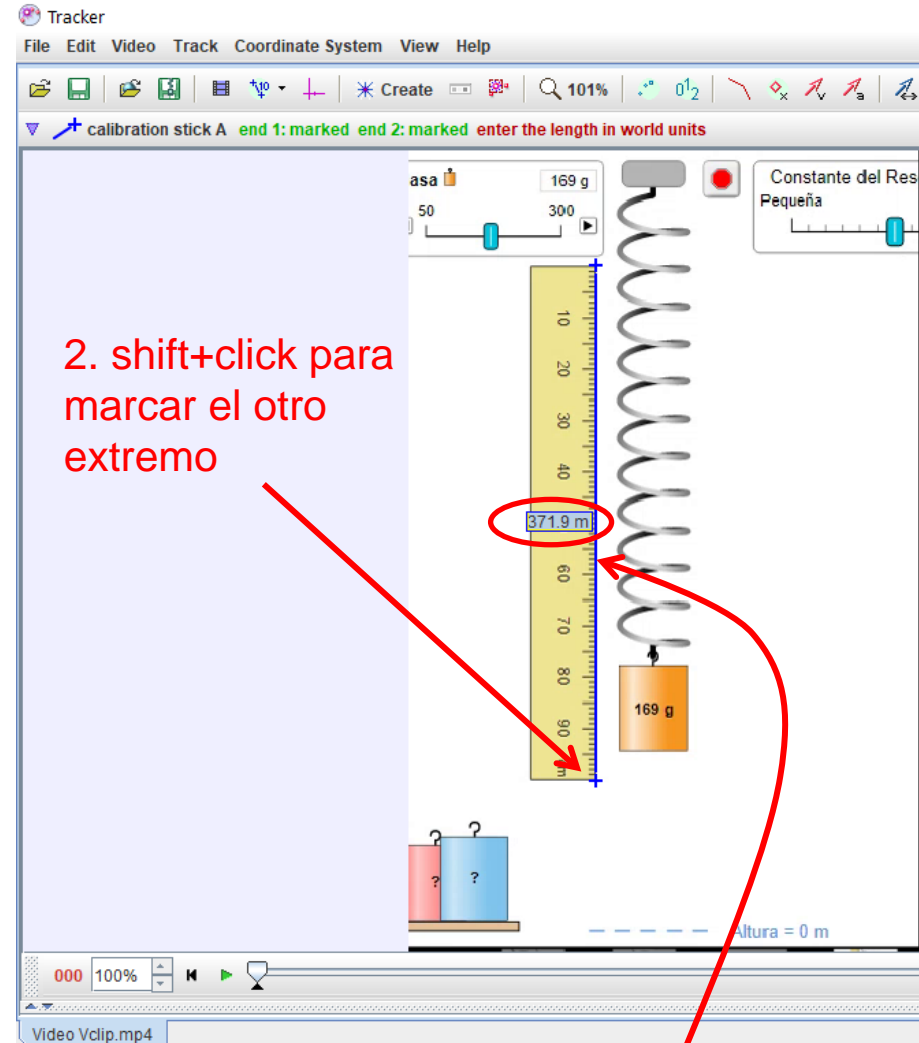 Tracker
File Edit Video Track Coordinate System View Help
Create 101%
calibration stick A end 1: marked end 2: marked enter the length in world units
asa 169 g
50 300
Constante del Res
Pequeña
10
20
30
40
371.9 m
60
70
80
90
2. shift+click para
marcar el otro
extremo
169 g
? ?
? ?
Altura = 0 m
000 100%
Video Vclip.mp4